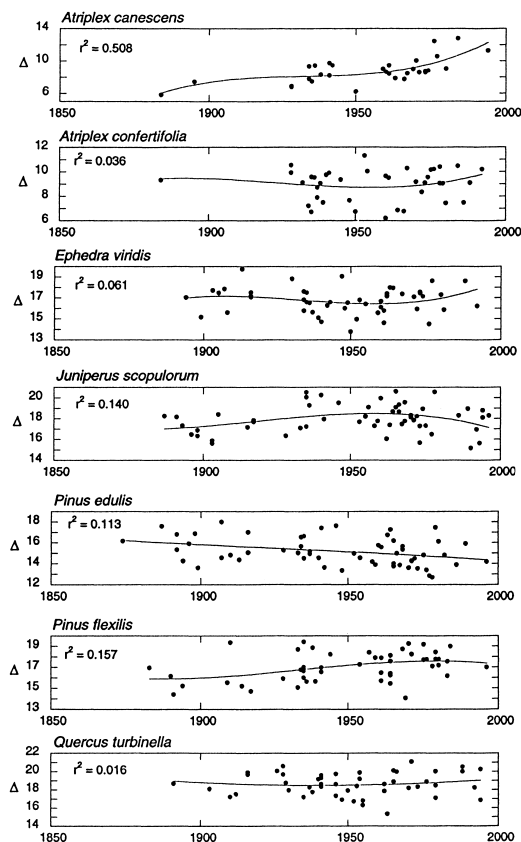 Atriplex canescens
14
r² = 0.508
Δ 10
6
1850 1900 1950 2000
Atriplex confertifolia
12
r² = 0.036
10
Δ
8
6
1850 1900 1950 2000
Ephedra viridis
19
r² = 0.061
Δ 17
15
13
1850 1900 1950 2000
Juniperus scopulorum
20
r² = 0.140
18
Δ
16
14
1850 1900 1950 2000
Pinus edulis
18
r² = 0.113
16
Δ
14
12
1850 1900 1950 2000
Pinus flexilis
19
r² = 0.157
Δ 17
15
13
1850 1900 1950 2000
Quercus turbinella
22
r² = 0.016
20
Δ 18
16
14
1850 1900 1950 2000